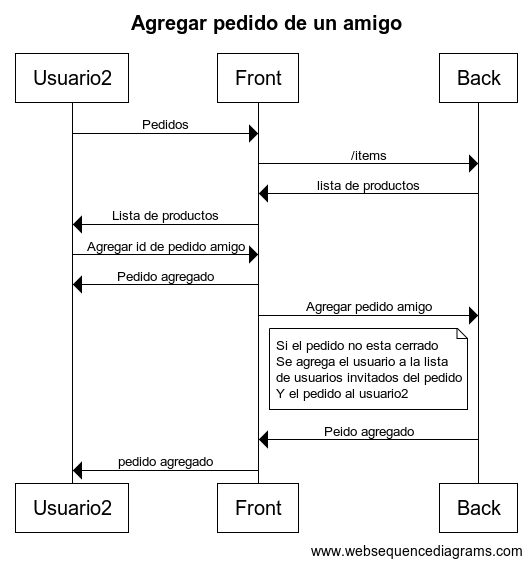 Agregar pedido de un amigo
Usuario2
Front
Back
Pedidos
/items
lista de productos
Lista de productos
Agregar id de pedido amigo
Pedido agregado
Agregar pedido amigo
Si el pedido no esta cerrado
Se agrega el usuario a la lista
de usuarios invitados del pedido
Y el pedido al usuario2
Peido agregado
pedido agregado
Usuario2
Front
Back
www.websequencediagrams.com